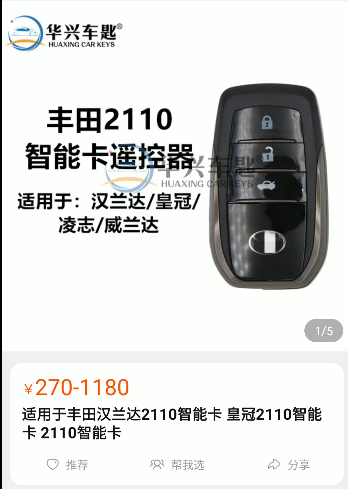 华兴车匙®
HUAXING CAR KEYS
丰田2110
智能卡遥控器
华兴车匙
HUAXING CAR KEYS
适用于：汉兰达/皇冠/
凌志/威兰达
1/5
¥270-1180
适用于丰田汉兰达2110智能卡 皇冠2110智能
卡 2110智能卡
推荐
帮我选
分享